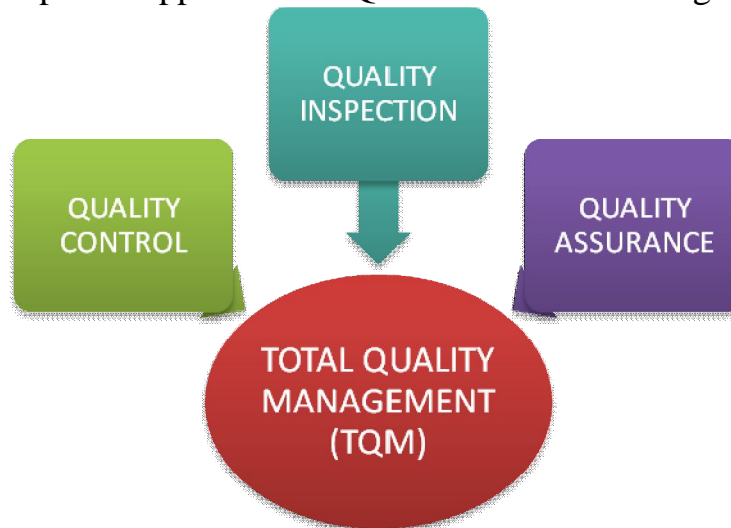 QUALITY
INSPECTION
QUALITY
CONTROL
QUALITY
ASSURANCE
TOTAL QUALITY
MANAGEMENT
(TQM)